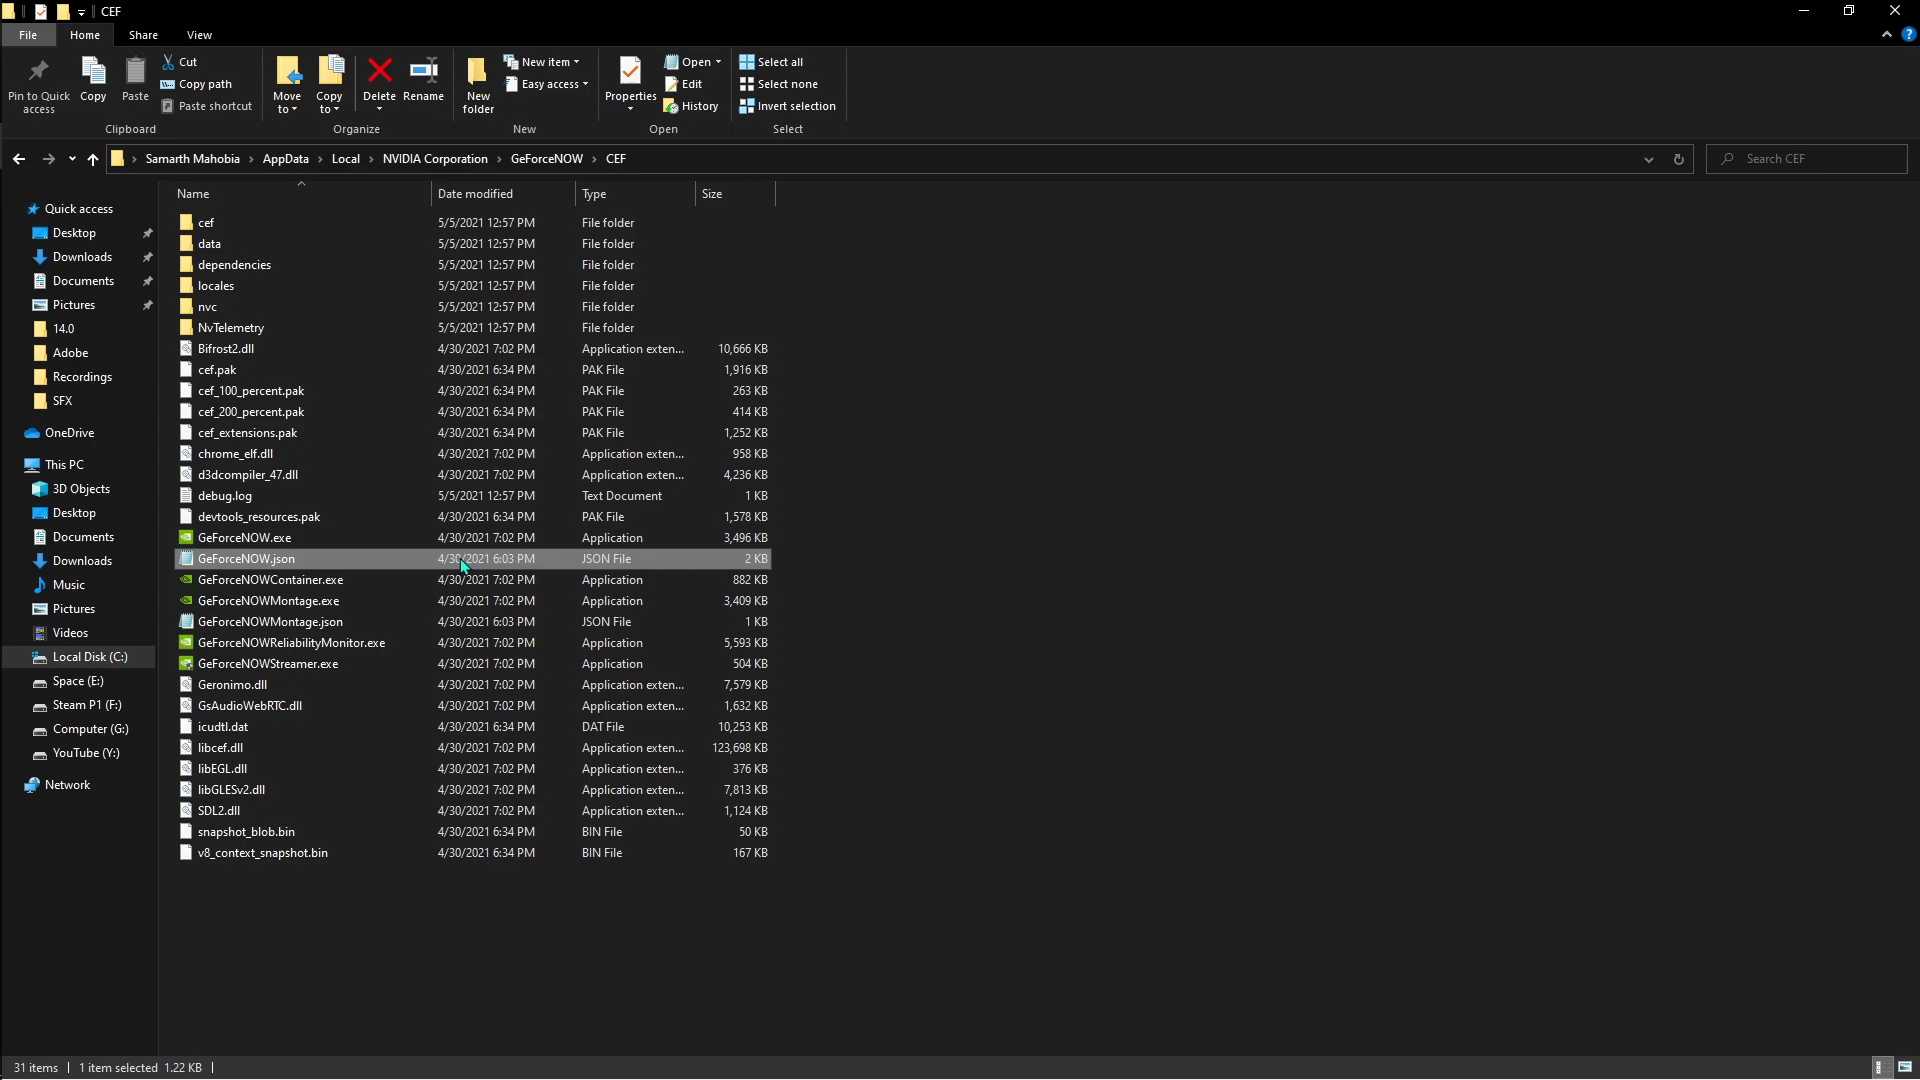 CEF
File Home Share View
Pin to Quick access
Copy
Paste
Cut
Copy path
Paste shortcut
Clipboard
Move to
Copy to
Delete
Rename
Organize
New folder
New item
Easy access
New
Properties
Open
Edit
History
Open
Select all
Select none
Invert selection
Select
Samarth Mahobia > AppData > Local > NVIDIA Corporation > GeForceNOW > CEF
Search CEF
Quick access
Desktop
Downloads
Documents
Pictures
14.0
Adobe
Recordings
SFX
OneDrive
This PC
3D Objects
Desktop
Documents
Downloads
Music
Pictures
Videos
Local Disk (C:)
Space (E:)
Steam P1 (F:)
Computer (G:)
YouTube (Y:)
Network
Name Date modified Type Size
cef 5/5/2021 12:57 PM File folder
data 5/5/2021 12:57 PM File folder
dependencies 5/5/2021 12:57 PM File folder
locales 5/5/2021 12:57 PM File folder
nvc 5/5/2021 12:57 PM File folder
NvTelemetry 5/5/2021 12:57 PM File folder
Bifrost2.dll 4/30/2021 7:02 PM Application exten... 10,666 KB
cef.pak 4/30/2021 6:34 PM PAK File 1,916 KB
cef_100_percent.pak 4/30/2021 6:34 PM PAK File 263 KB
cef_200_percent.pak 4/30/2021 6:34 PM PAK File 414 KB
cef_extensions.pak 4/30/2021 6:34 PM PAK File 1,252 KB
chrome_elf.dll 4/30/2021 7:02 PM Application exten... 958 KB
d3dcompiler_47.dll 4/30/2021 7:02 PM Application exten... 4,236 KB
debug.log 5/5/2021 12:57 PM Text Document 1 KB
devtools_resources.pak 4/30/2021 6:34 PM PAK File 1,578 KB
GeForceNOW.exe 4/30/2021 7:02 PM Application 3,496 KB
GeForceNOW.json 4/30/2021 6:03 PM JSON File 2 KB
GeForceNOWContainer.exe 4/30/2021 7:02 PM Application 882 KB
GeForceNOWMontage.exe 4/30/2021 7:02 PM Application 3,409 KB
GeForceNOWMontage.json 4/30/2021 6:03 PM JSON File 1 KB
GeForceNOWReliabilityMonitor.exe 4/30/2021 7:02 PM Application 5,593 KB
GeForceNOWStreamer.exe 4/30/2021 7:02 PM Application 504 KB
Geronimo.dll 4/30/2021 7:02 PM Application exten... 7,579 KB
GsAudioWebRTC.dll 4/30/2021 7:02 PM Application exten... 1,632 KB
icudtl.dat 4/30/2021 6:34 PM DAT File 10,253 KB
libcef.dll 4/30/2021 7:02 PM Application exten... 123,698 KB
libEGL.dll 4/30/2021 7:02 PM Application exten... 376 KB
libGLESv2.dll 4/30/2021 7:02 PM Application exten... 7,813 KB
SDL2.dll 4/30/2021 7:02 PM Application exten... 1,124 KB
snapshot_blob.bin 4/30/2021 6:34 PM BIN File 50 KB
v8_context_snapshot.bin 4/30/2021 6:34 PM BIN File 167 KB
31 items 1 item selected 1.22 KB